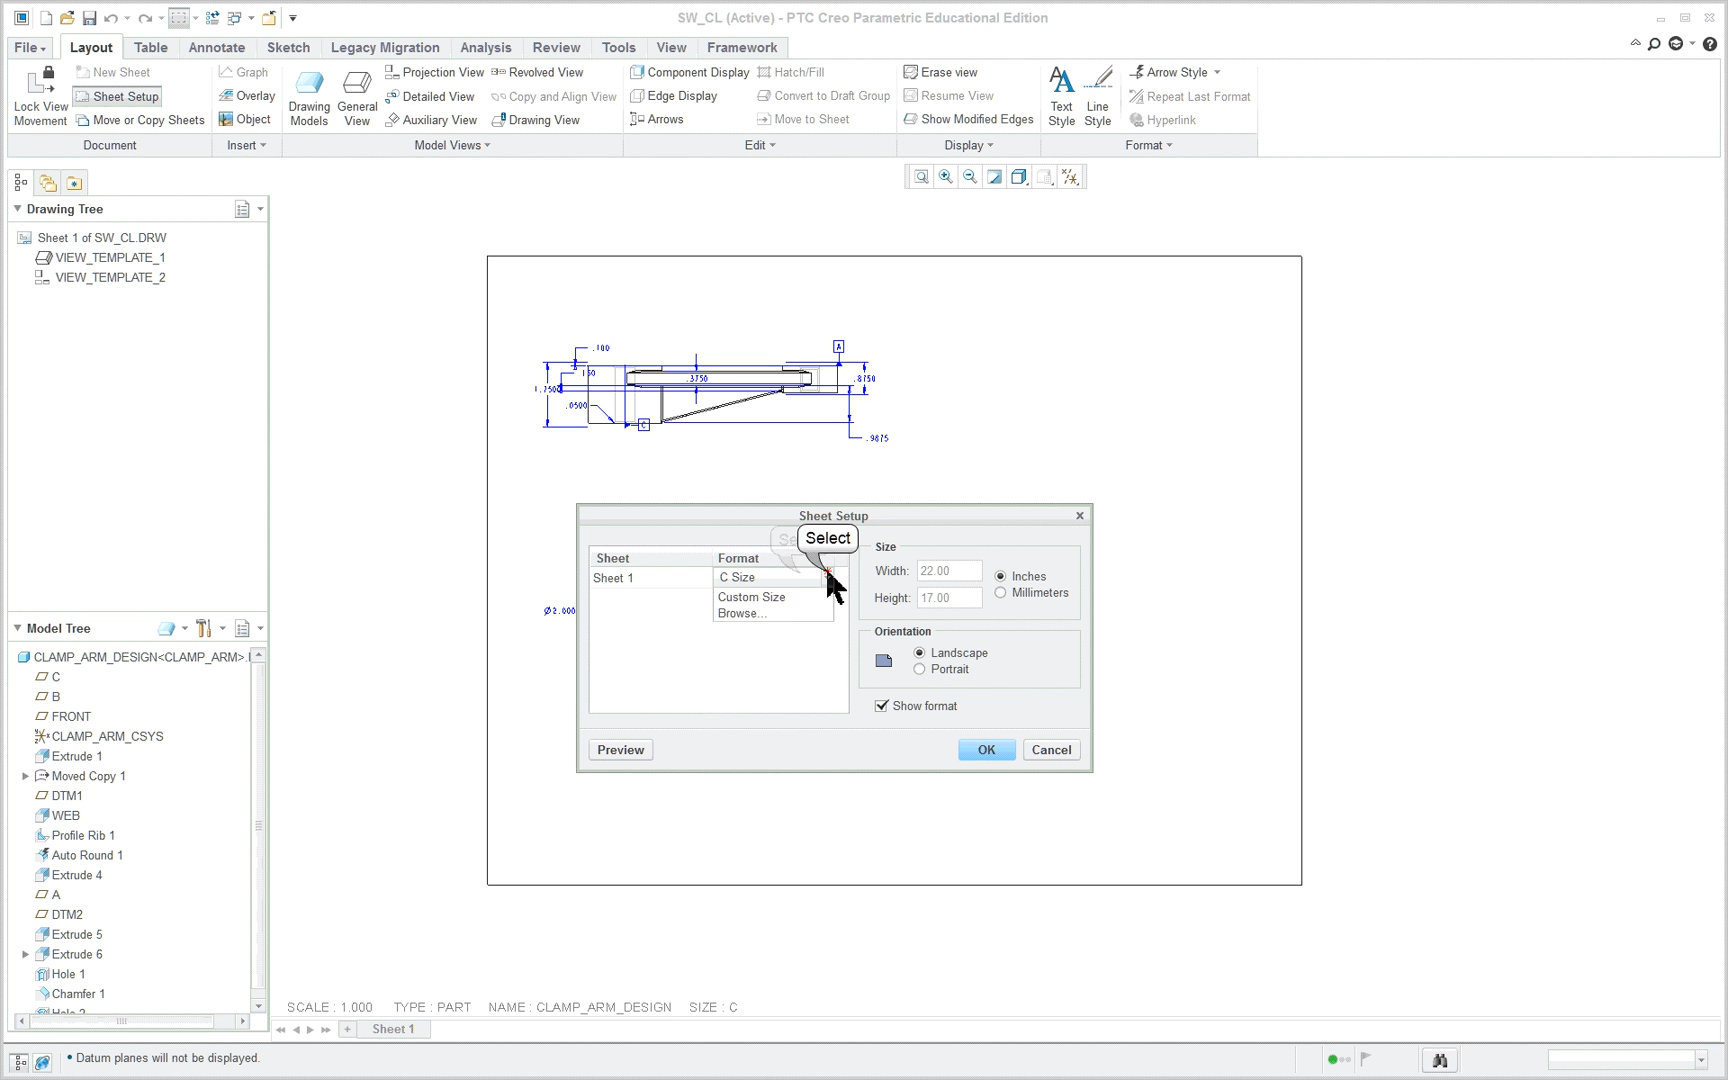 SW_CL (Active) - PTC Creo Parametric Educational Edition
File Layout Table Annotate Sketch Legacy Migration Analysis Review Tools View Framework
New Sheet
Sheet Setup
Move or Copy Sheets
Lock View Movement
Document
Graph
Overlay
Object
Insert
Drawing Models
General View
Projection View
Detailed View
Auxiliary View
Revolved View
Copy and Align View
Drawing View
Model Views
Component Display
Edge Display
Arrows
Hatch/Fill
Convert to Draft Group
Move to Sheet
Edit
Erase view
Resume View
Show Modified Edges
Display
Text Style
Line Style
Arrow Style
Repeat Last Format
Hyperlink
Format
Drawing Tree
Sheet 1 of SW_CL.DRW
VIEW_TEMPLATE_1
VIEW_TEMPLATE_2
Model Tree
CLAMP_ARM_DESIGN<CLAMP_ARM>.
C
B
FRONT
CLAMP_ARM_CSYS
Extrude 1
Moved Copy 1
DTM1
WEB
Profile Rib 1
Auto Round 1
Extrude 4
A
DTM2
Extrude 5
Extrude 6
Hole 1
Chamfer 1
Hole 2
.100
A
.150
.3750
.8750
1.7500
.0500
C
.9875
Ø2.000
Sheet Setup
Select
Sheet Format
Sheet 1 C Size
Custom Size
Browse...
Size
Width: 22.00
Height: 17.00
Inches
Millimeters
Orientation
Landscape
Portrait
Show format
Preview OK Cancel
SCALE : 1.000 TYPE : PART NAME : CLAMP_ARM_DESIGN SIZE : C
Sheet 1
• Datum planes will not be displayed.